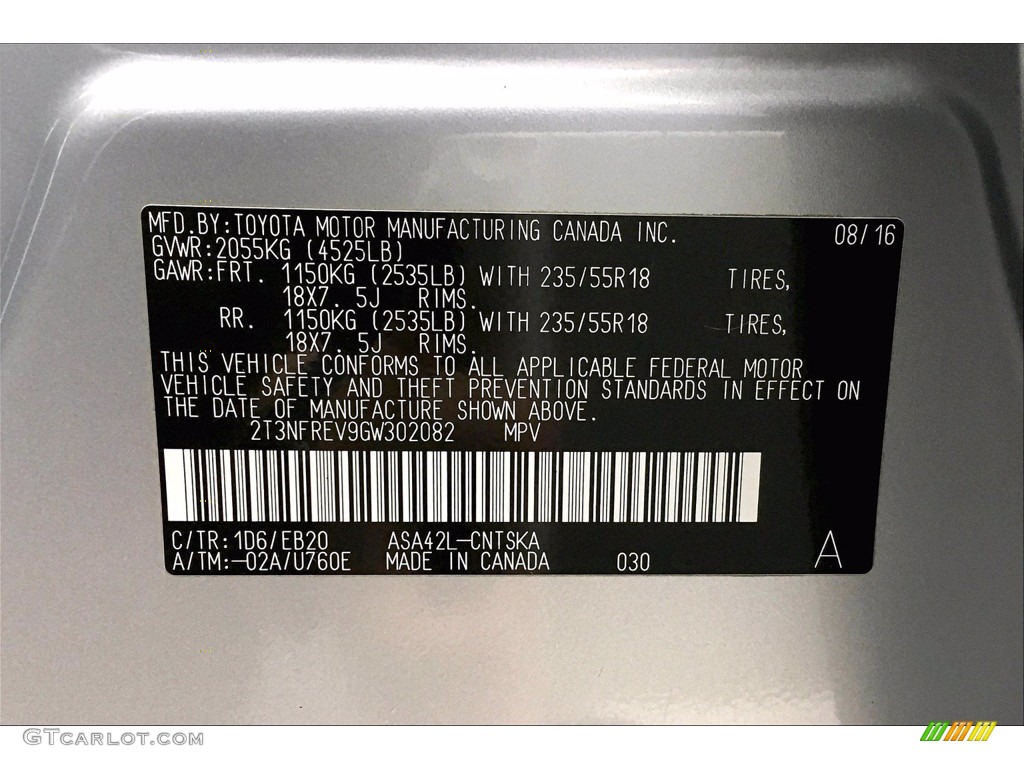 MFD.BY:TOYOTA MOTOR MANUFACTURING CANADA INC. 08/16
GVWR:2055KG (4525LB)
GAWR:FRT. 1150KG (2535LB) WITH 235/55R18 TIRES,
18X7. 5J RIMS.
RR. 1150KG (2535LB) WITH 235/55R18 TIRES,
18X7. 5J RIMS.
THIS VEHICLE CONFORMS TO ALL APPLICABLE FEDERAL MOTOR
VEHICLE SAFETY AND THEFT PREVENTION STANDARDS IN EFFECT ON
THE DATE OF MANUFACTURE SHOWN ABOVE.
2T3NFREV9GW302082 MPV
C/TR:1D6/EB20 ASA42L-CNTSKA
A/TM:-02A/U760E MADE IN CANADA 030 A
GTCarLot.com